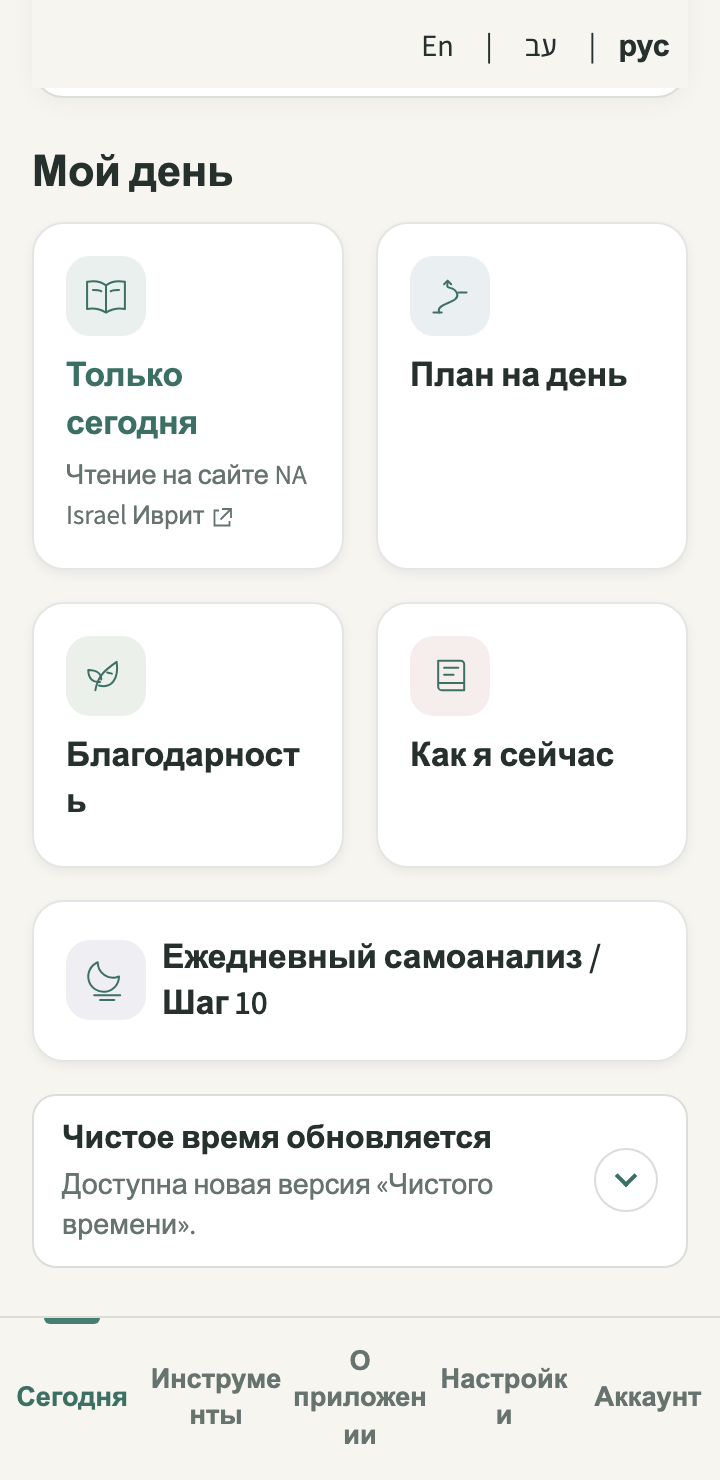 En | עב | рус
Мой день
Только
сегодня
Чтение на сайте NA
Israel Иврит
План на день
Благодарност
ь
Как я сейчас
Ежедневный самоанализ /
Шаг 10
Чистое время обновляется
Доступна новая версия «Чистого
времени».
Сегодня
Инструме
нты
О
приложен
ии
Настройк
и
Аккаунт